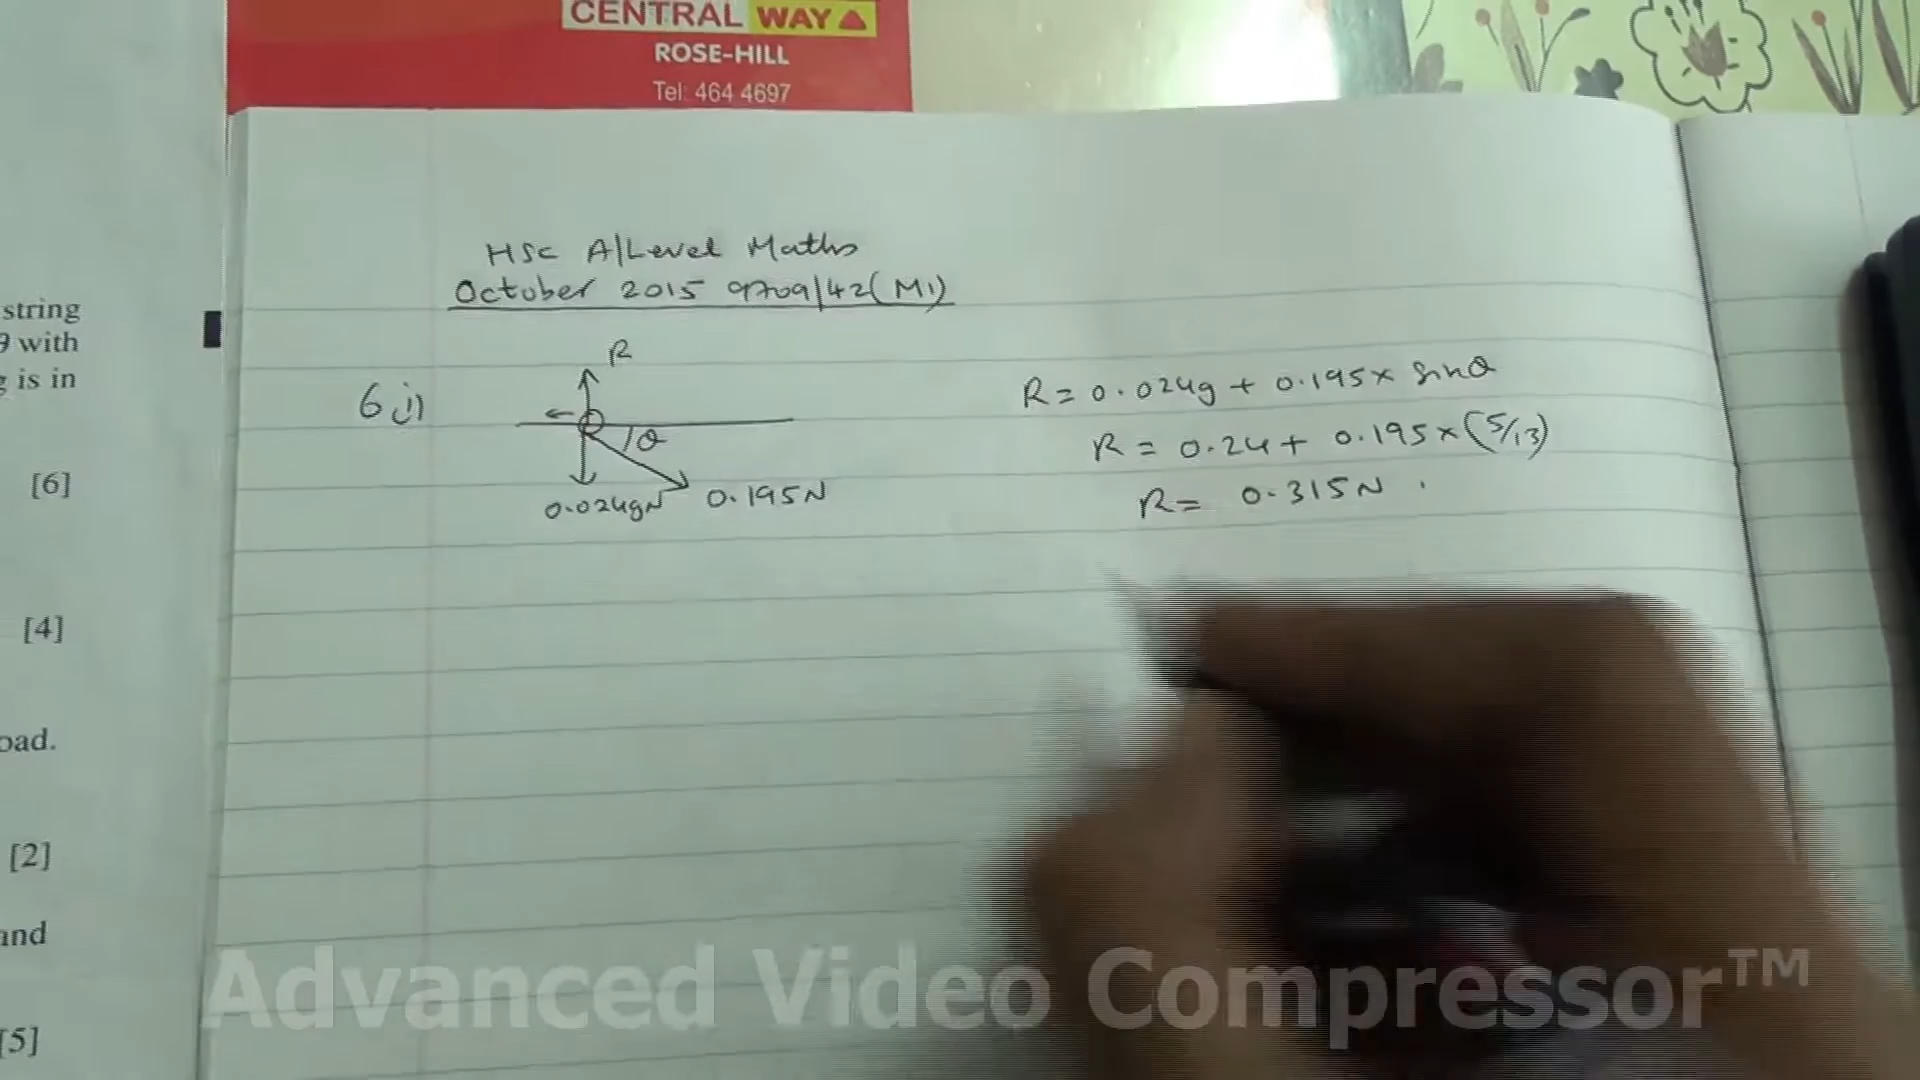 CENTRAL WAY
ROSE-HILL
Tel: 464 4697
HSC A/Level Maths
October 2015 9709/42(M1)
string
θ with
is in
[6]
[4]
oad.
[2]
and
[5]
6(i)
R
θ
0.024gN
0.195N
R = 0.024g + 0.195 × sinθ
R = 0.24 + 0.195 × (5/13)
R = 0.315N
Advanced Video Compressor™